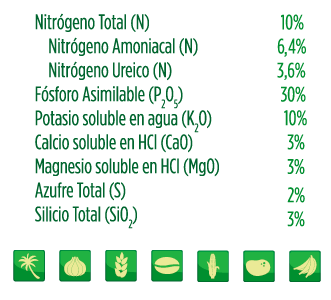 Nitrógeno Total (N) 10%
Nitrógeno Amoniacal (N) 6,4%
Nitrógeno Ureico (N) 3,6%
Fósforo Asimilable (P₂O₅) 30%
Potasio soluble en agua (K₂O) 10%
Calcio soluble en HCl (CaO) 3%
Magnesio soluble en HCl (MgO) 3%
Azufre Total (S) 2%
Silicio Total (SiO₂) 3%